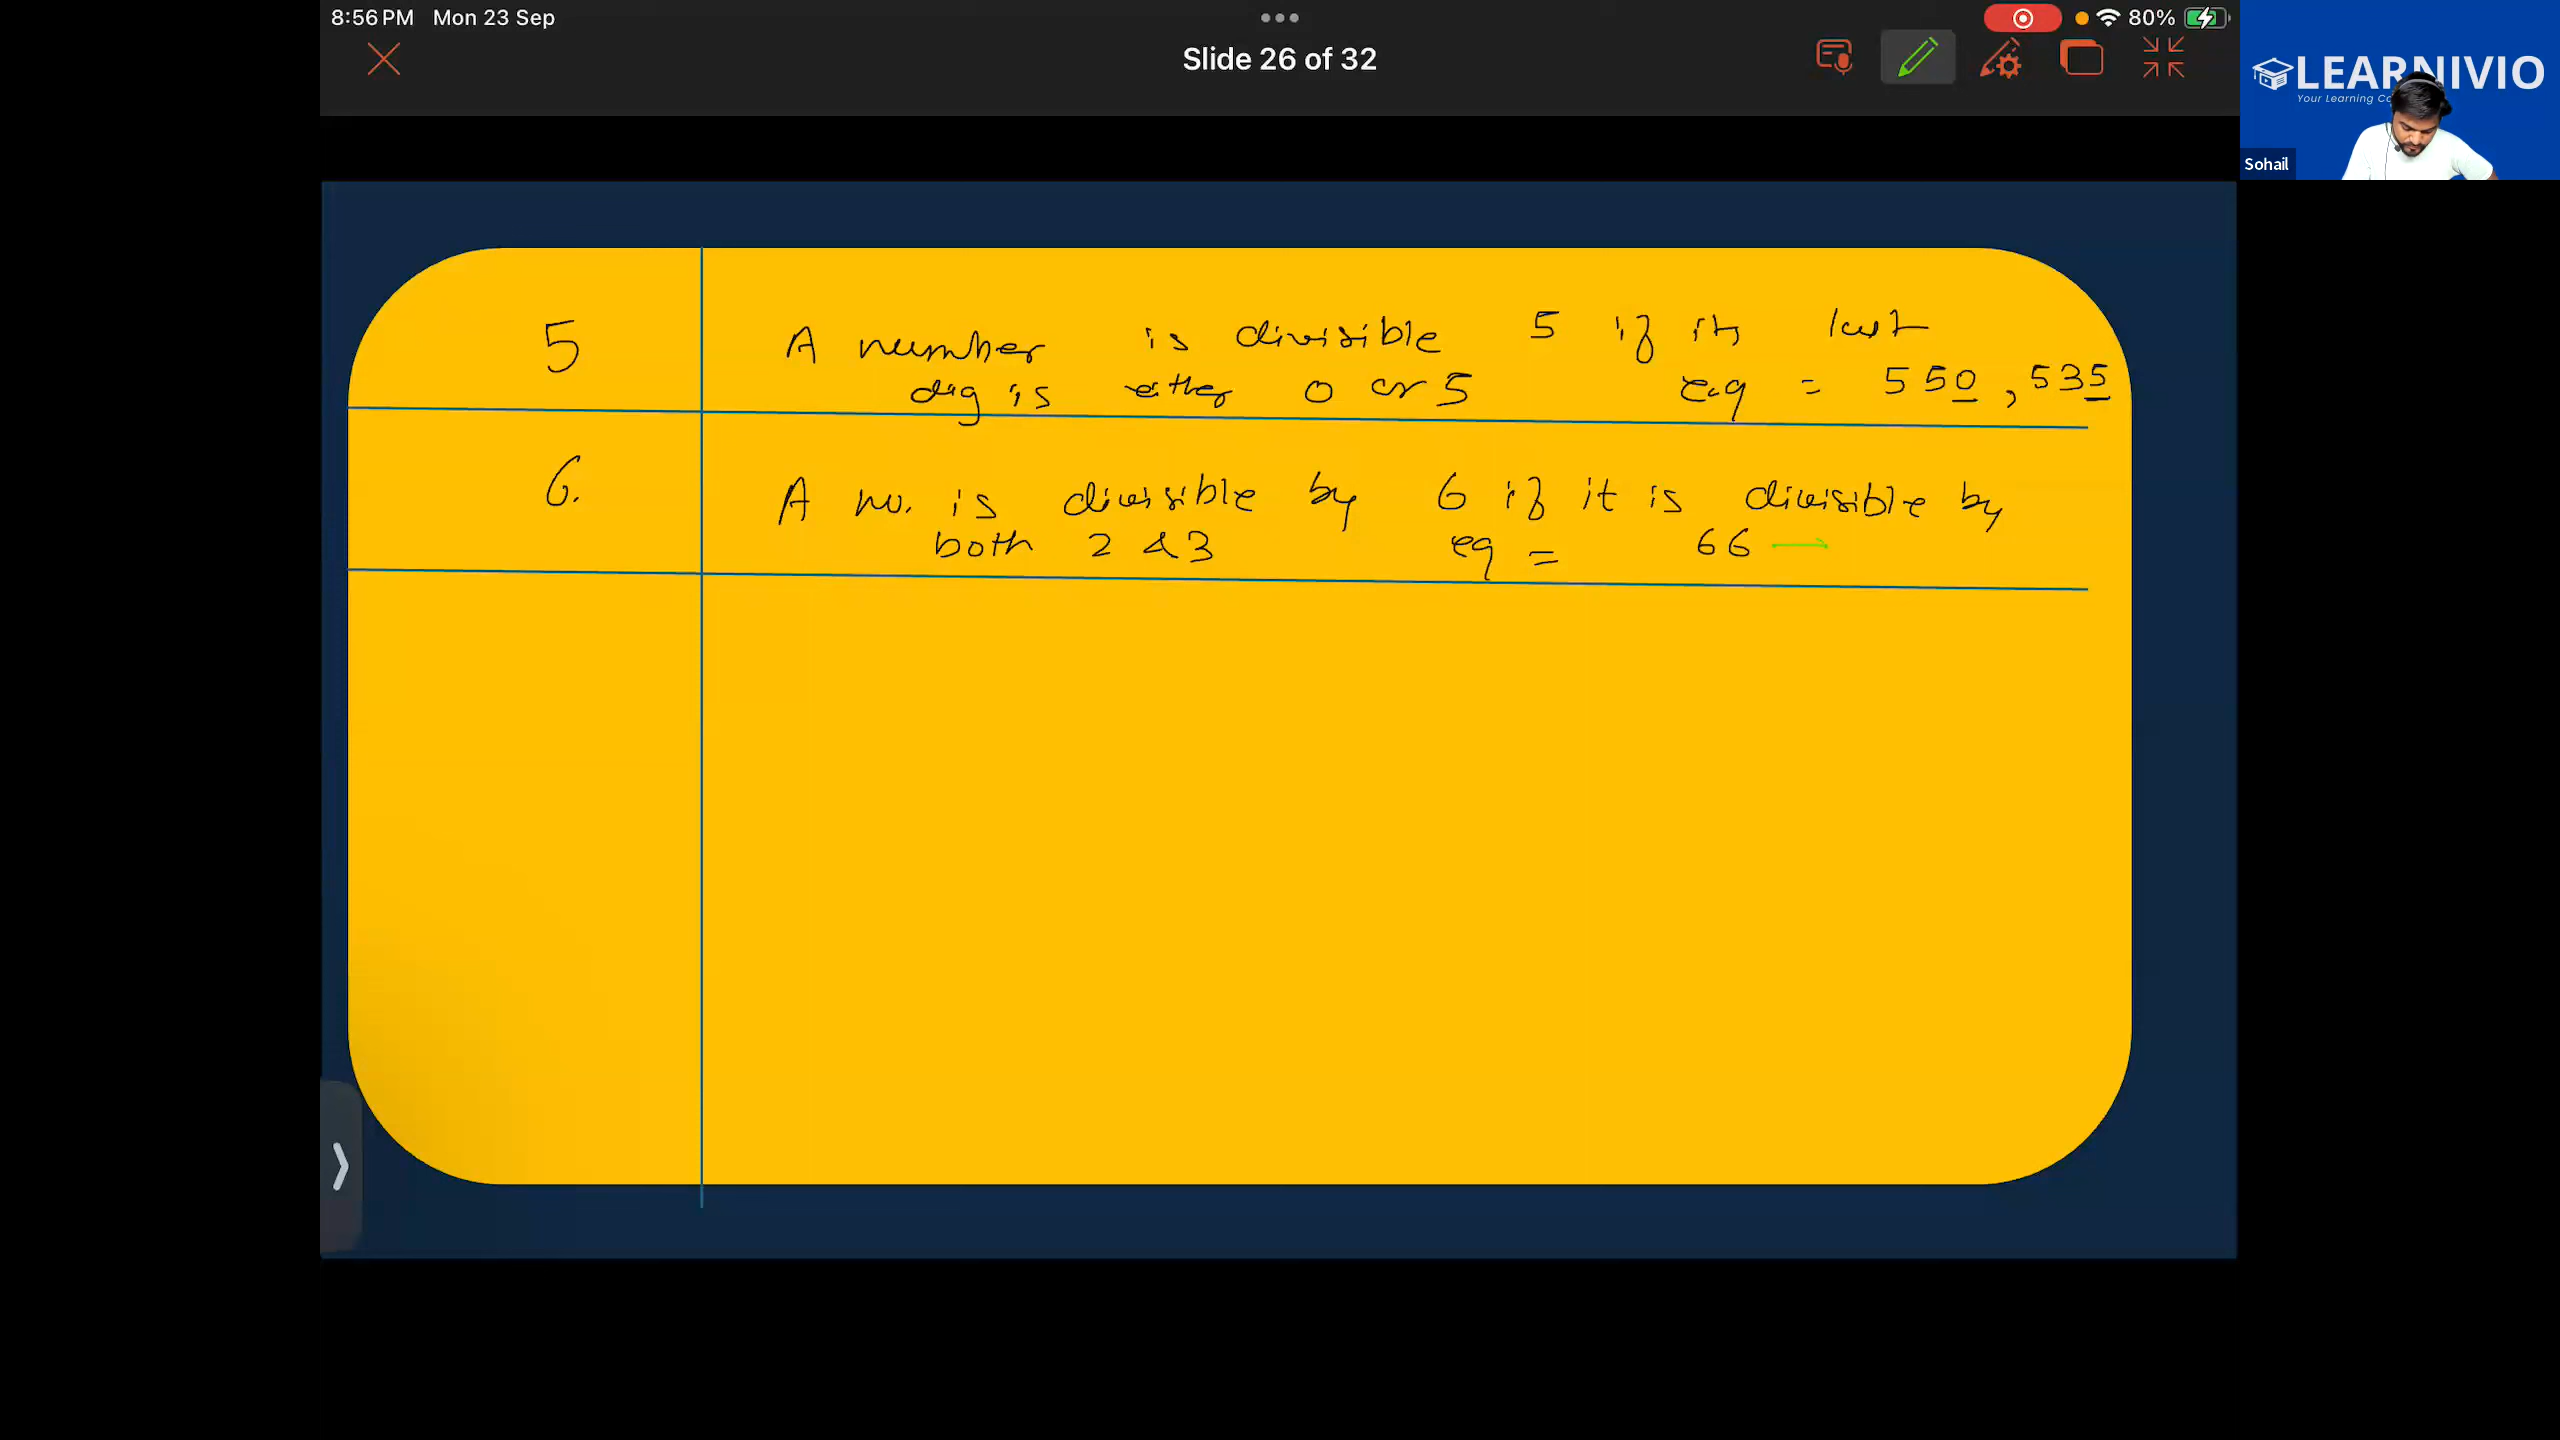 8:56 PM Mon 23 Sep
80%
Slide 26 of 32
LEARNIVIO
Your Learning
Sohail
5
A number is divisible 5 if its last
dig is either 0 or 5 e.g = 550, 535
6.
A no. is divisible by 6 if it is divisible by
both 2 & 3 eg = 66 →